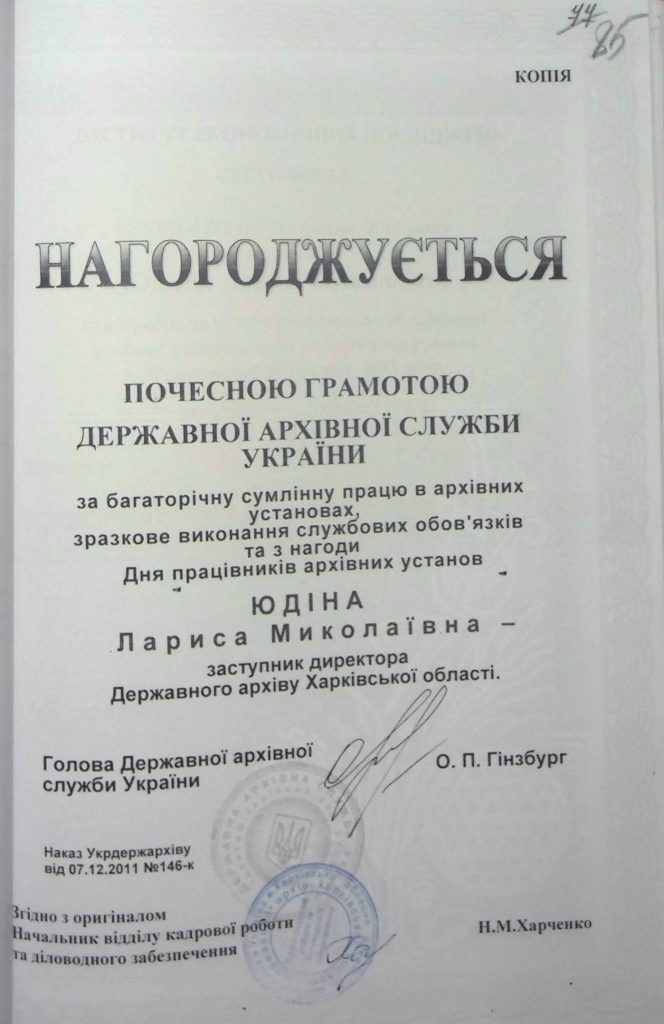 77
85
КОПІЯ
НАГОРОДЖУЄТЬСЯ
ПОЧЕСНОЮ ГРАМОТОЮ
ДЕРЖАВНОЇ АРХІВНОЇ СЛУЖБИ
УКРАЇНИ
за багаторічну сумлінну працю в архівних
установах,
зразкове виконання службових обов'язків
та з нагоди
Дня працівників архівних установ
ЮДІНА
Лариса Миколаївна –
заступник директора
Державного архіву Харківської області.
Голова Державної архівної
служби України
О. П. Гінзбург
Наказ Укрдержархіву
від 07.12.2011 №146-к
Згідно з оригіналом
Начальник відділу кадрової роботи
та діловодного забезпечення
Н.М.Харченко